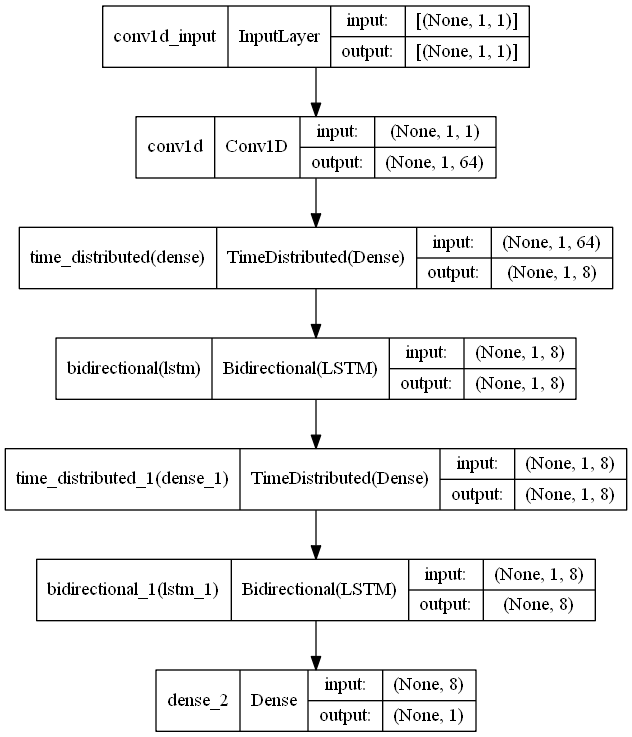 conv1d_input InputLayer input: [(None, 1, 1)]
output: [(None, 1, 1)]
conv1d Conv1D input: (None, 1, 1)
output: (None, 1, 64)
time_distributed(dense) TimeDistributed(Dense) input: (None, 1, 64)
output: (None, 1, 8)
bidirectional(lstm) Bidirectional(LSTM) input: (None, 1, 8)
output: (None, 1, 8)
time_distributed_1(dense_1) TimeDistributed(Dense) input: (None, 1, 8)
output: (None, 1, 8)
bidirectional_1(lstm_1) Bidirectional(LSTM) input: (None, 1, 8)
output: (None, 8)
dense_2 Dense input: (None, 8)
output: (None, 1)